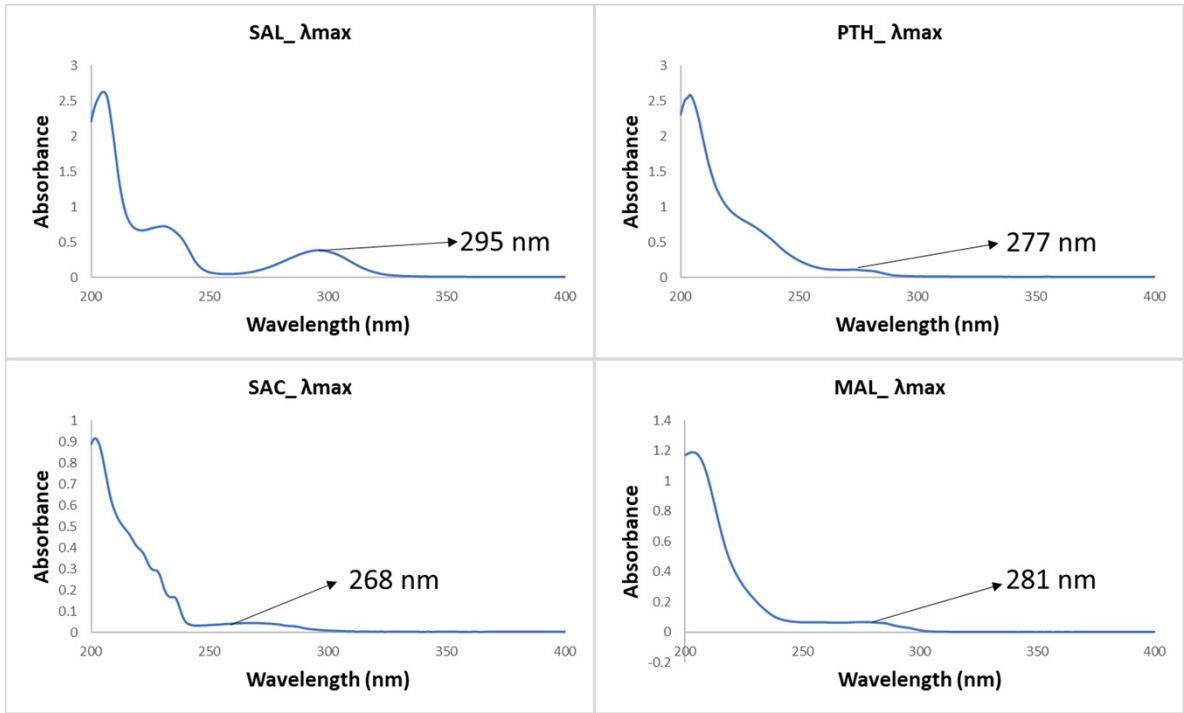 SAL_ λmax
3
2.5
2
1.5
1
0.5
0
Absorbance
295 nm
200 250 300 350 400
Wavelength (nm)
PTH_ λmax
3
2.5
2
1.5
1
0.5
0
Absorbance
277 nm
200 250 300 350 400
Wavelength (nm)
SAC_ λmax
1
0.9
0.8
0.7
0.6
0.5
0.4
0.3
0.2
0.1
0
Absorbance
268 nm
200 250 300 350 400
Wavelength (nm)
MAL_ λmax
1.4
1.2
1
0.8
0.6
0.4
0.2
0
-0.2
Absorbance
281 nm
200 250 300 350 400
Wavelength (nm)